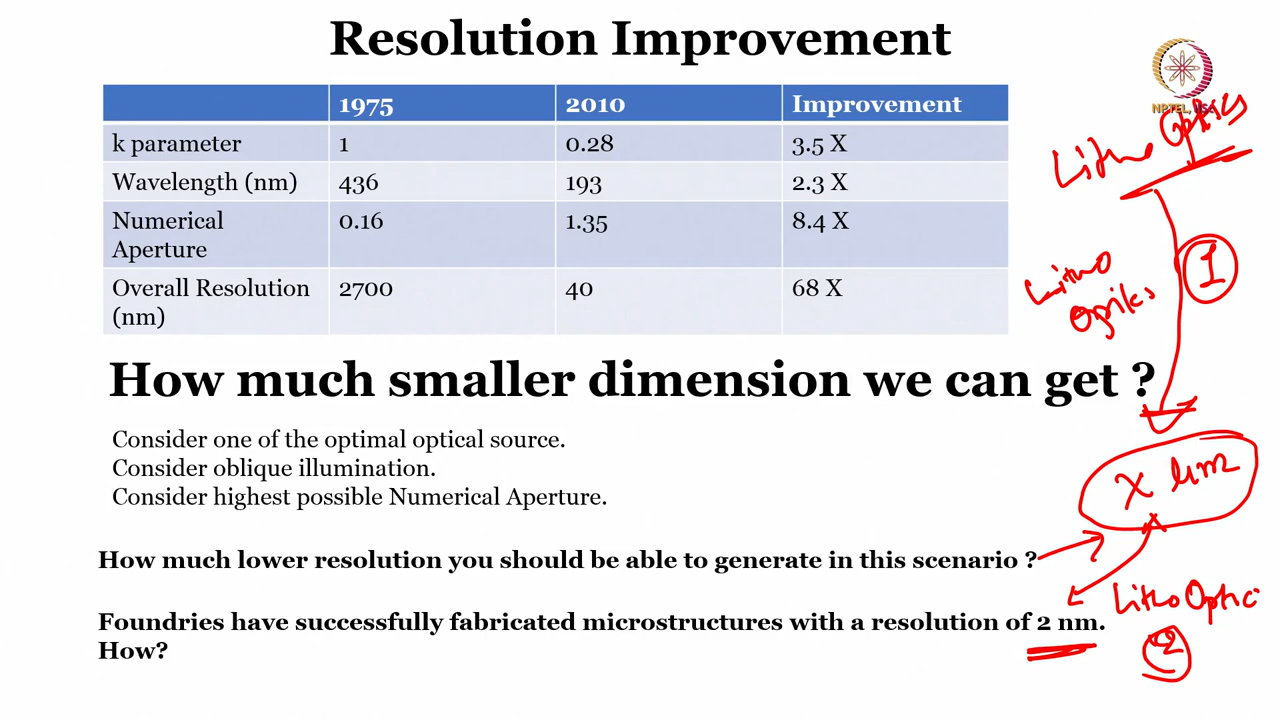 Resolution Improvement
NPTEL, IISc
1975 2010 Improvement
k parameter 1 0.28 3.5 X
Wavelength (nm) 436 193 2.3 X
Numerical Aperture 0.16 1.35 8.4 X
Overall Resolution (nm) 2700 40 68 X
Litho Optics
Litho
Optiks
I
How much smaller dimension we can get ?
Consider one of the optimal optical source.
Consider oblique illumination.
Consider highest possible Numerical Aperture.
How much lower resolution you should be able to generate in this scenario ?
Litho Optic
Foundries have successfully fabricated microstructures with a resolution of 2 nm.
How?
2